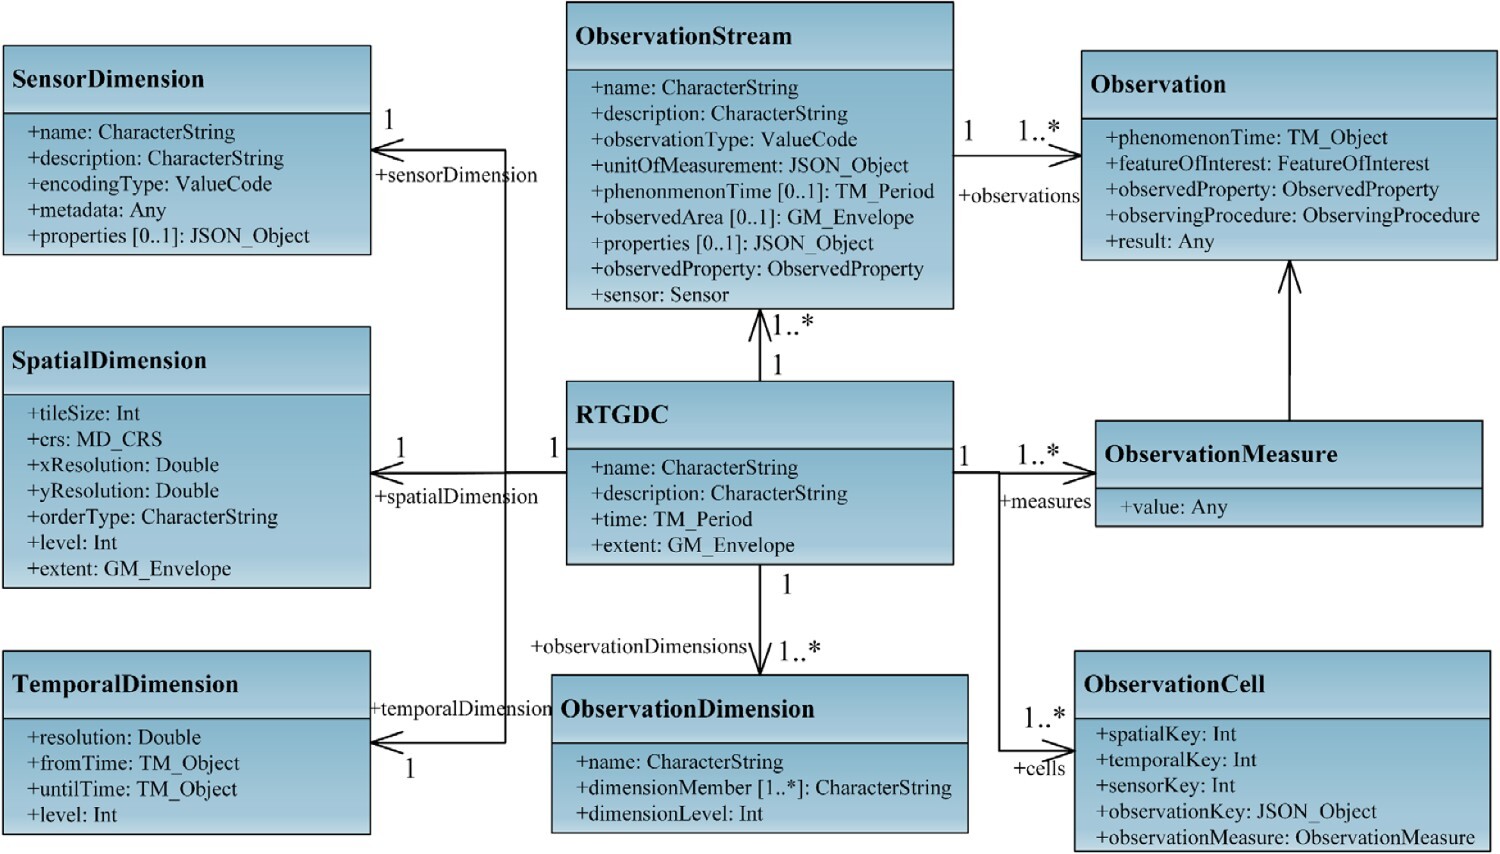 SensorDimension
+name: CharacterString
+description: CharacterString
+encodingType: ValueCode
+metadata: Any
+properties [0..1]: JSON_Object
1
+sensorDimension
ObservationStream
+name: CharacterString
+description: CharacterString
+observationType: ValueCode
+unitOfMeasurement: JSON_Object
+phenonmenonTime [0..1]: TM_Period
+observedArea [0..1]: GM_Envelope
+properties [0..1]: JSON_Object
+observedProperty: ObservedProperty
+sensor: Sensor
1
1..*
+observations
Observation
+phenomenonTime: TM_Object
+featureOfInterest: FeatureOfInterest
+observedProperty: ObservedProperty
+observingProcedure: ObservingProcedure
+result: Any
1..*
1
SpatialDimension
+tileSize: Int
+crs: MD_CRS
+xResolution: Double
+yResolution: Double
+orderType: CharacterString
+level: Int
+extent: GM_Envelope
1
+spatialDimension
1
RTGDC
+name: CharacterString
+description: CharacterString
+time: TM_Period
+extent: GM_Envelope
1
1..*
+measures
ObservationMeasure
+value: Any
1
+observationDimensions
1..*
TemporalDimension
+resolution: Double
+fromTime: TM_Object
+untilTime: TM_Object
+level: Int
+temporalDimension
1
ObservationDimension
+name: CharacterString
+dimensionMember [1..*]: CharacterString
+dimensionLevel: Int
1..*
+cells
ObservationCell
+spatialKey: Int
+temporalKey: Int
+sensorKey: Int
+observationKey: JSON_Object
+observationMeasure: ObservationMeasure